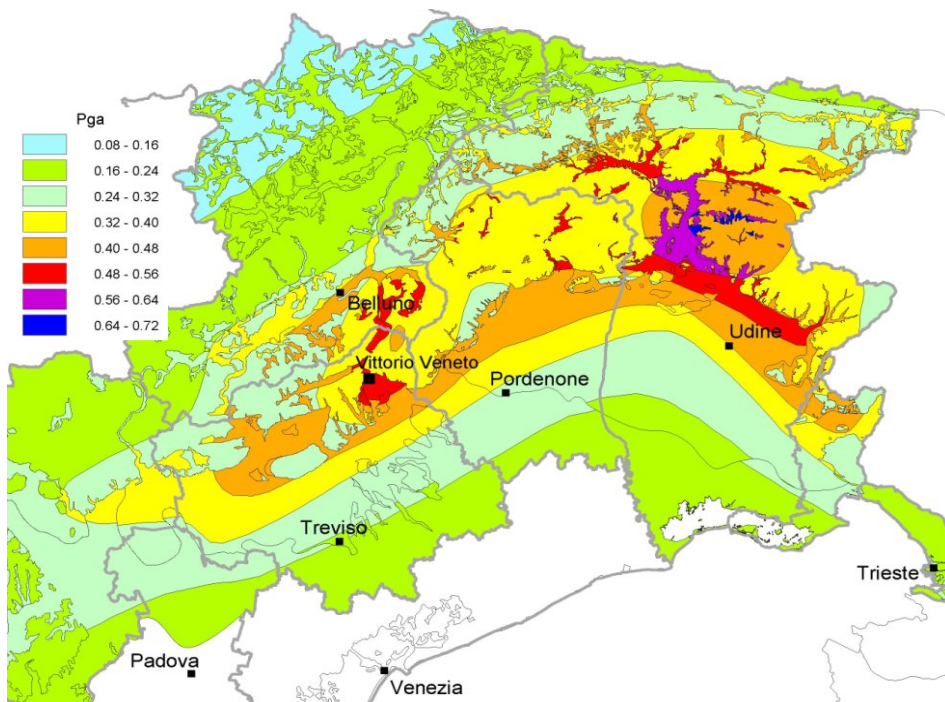 Pga
0.08 - 0.16
0.16 - 0.24
0.24 - 0.32
0.32 - 0.40
0.40 - 0.48
0.48 - 0.56
0.56 - 0.64
0.64 - 0.72
Belluno
Udine
Vittorio Veneto
Pordenone
Treviso
Trieste
Padova
Venezia